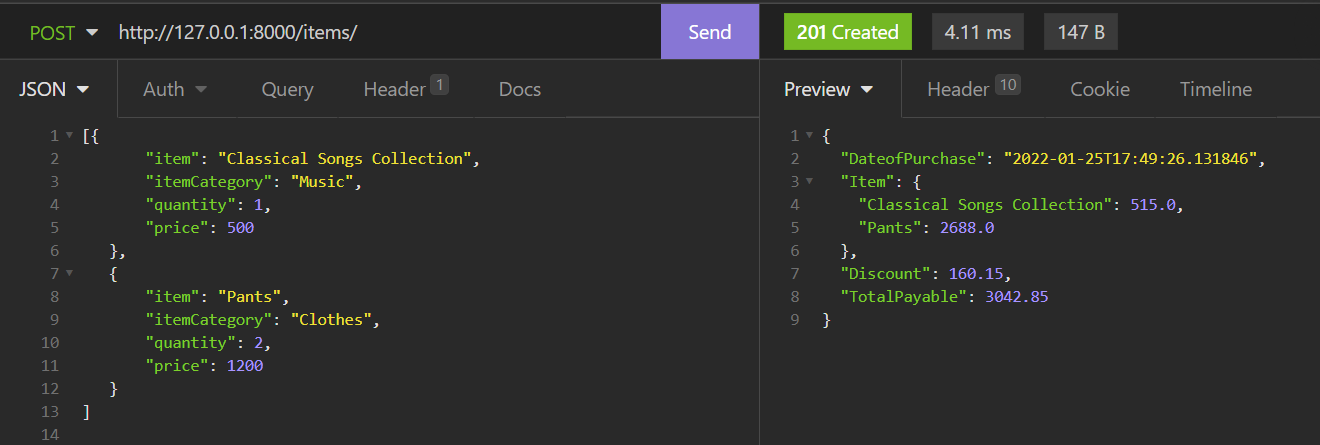 POST http://127.0.0.1:8000/items/ Send
201 Created 4.11 ms 147 B
JSON Auth Query Header 1 Docs
Preview Header 10 Cookie Timeline
1 [{
2 "item": "Classical Songs Collection",
3 "itemCategory": "Music",
4 "quantity": 1,
5 "price": 500
6 },
7 {
8 "item": "Pants",
9 "itemCategory": "Clothes",
10 "quantity": 2,
11 "price": 1200
12 }
13 ]
14
1 {
2 "DateofPurchase": "2022-01-25T17:49:26.131846",
3 "Item": {
4 "Classical Songs Collection": 515.0,
5 "Pants": 2688.0
6 },
7 "Discount": 160.15,
8 "TotalPayable": 3042.85
9 }